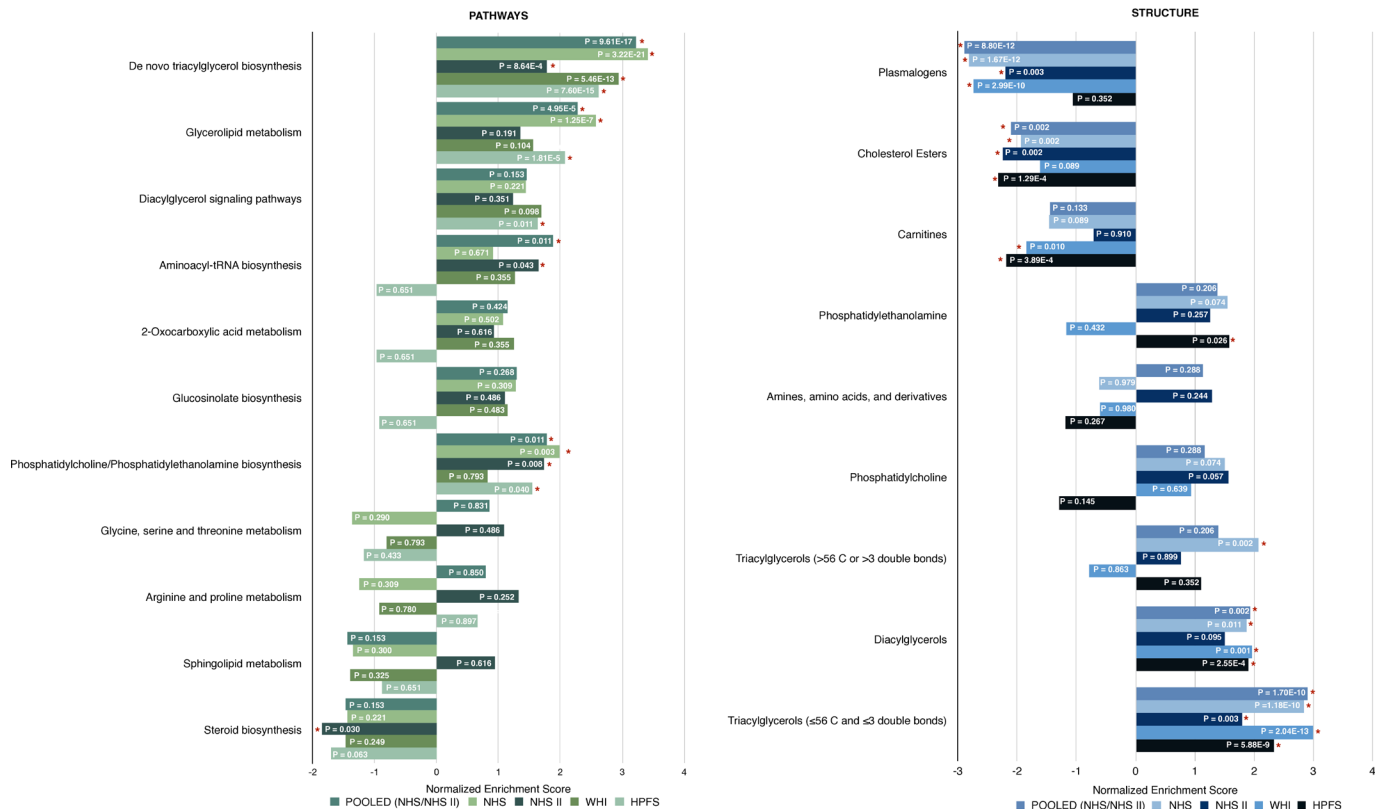 PATHWAYS
De novo triacylglycerol biosynthesis
P = 9.61E-17 *
P = 3.22E-21 *
P = 8.64E-4 *
P = 5.46E-13 *
P = 7.60E-15 *
Glycerolipid metabolism
P = 4.95E-5 *
P = 1.25E-7 *
P = 0.191
P = 0.104
P = 1.81E-5 *
Diacylglycerol signaling pathways
P = 0.153
P = 0.221
P = 0.351
P = 0.098
P = 0.011 *
Aminoacyl-tRNA biosynthesis
P = 0.011 *
P = 0.671
P = 0.043 *
P = 0.355
P = 0.651
2-Oxocarboxylic acid metabolism
P = 0.424
P = 0.502
P = 0.616
P = 0.355
P = 0.651
Glucosinolate biosynthesis
P = 0.268
P = 0.309
P = 0.486
P = 0.483
P = 0.651
Phosphatidylcholine/Phosphatidylethanolamine biosynthesis
P = 0.011 *
P = 0.003 *
P = 0.008 *
P = 0.793
P = 0.040 *
Glycine, serine and threonine metabolism
P = 0.831
P = 0.290
P = 0.486
P = 0.793
P = 0.433
Arginine and proline metabolism
P = 0.850
P = 0.309
P = 0.252
P = 0.780
P = 0.897
Sphingolipid metabolism
P = 0.153
P = 0.300
P = 0.616
P = 0.325
P = 0.651
Steroid biosynthesis
P = 0.153
P = 0.221
* P = 0.030
P = 0.249
P = 0.063
-2 -1 0 1 2 3 4
Normalized Enrichment Score
POOLED (NHS/NHS II) NHS NHS II WHI HPFS
STRUCTURE
Plasmalogens
* P = 8.80E-12
* P = 1.67E-12
* P = 0.003
* P = 2.99E-10
P = 0.352
Cholesterol Esters
* P = 0.002
* P = 0.002
* P = 0.002
P = 0.089
* P = 1.29E-4
Carnitines
P = 0.133
P = 0.089
P = 0.910
* P = 0.010
* P = 3.89E-4
Phosphatidylethanolamine
P = 0.206
P = 0.074
P = 0.257
P = 0.432
P = 0.026 *
Amines, amino acids, and derivatives
P = 0.288
P = 0.979
P = 0.244
P = 0.980
P = 0.267
Phosphatidylcholine
P = 0.288
P = 0.074
P = 0.057
P = 0.639
P = 0.145
Triacylglycerols (>56 C or >3 double bonds)
P = 0.206
P = 0.002 *
P = 0.899
P = 0.863
P = 0.352
Diacylglycerols
P = 0.002 *
P = 0.011 *
P = 0.095
P = 0.001 *
P = 2.55E-4 *
Triacylglycerols (≤56 C and ≤3 double bonds)
P = 1.70E-10 *
P =1.18E-10 *
P = 0.003 *
P = 2.04E-13 *
P = 5.88E-9 *
-3 -2 -1 0 1 2 3 4
Normalized Enrichment Score
POOLED (NHS/NHS II) NHS NHS II WHI HPFS